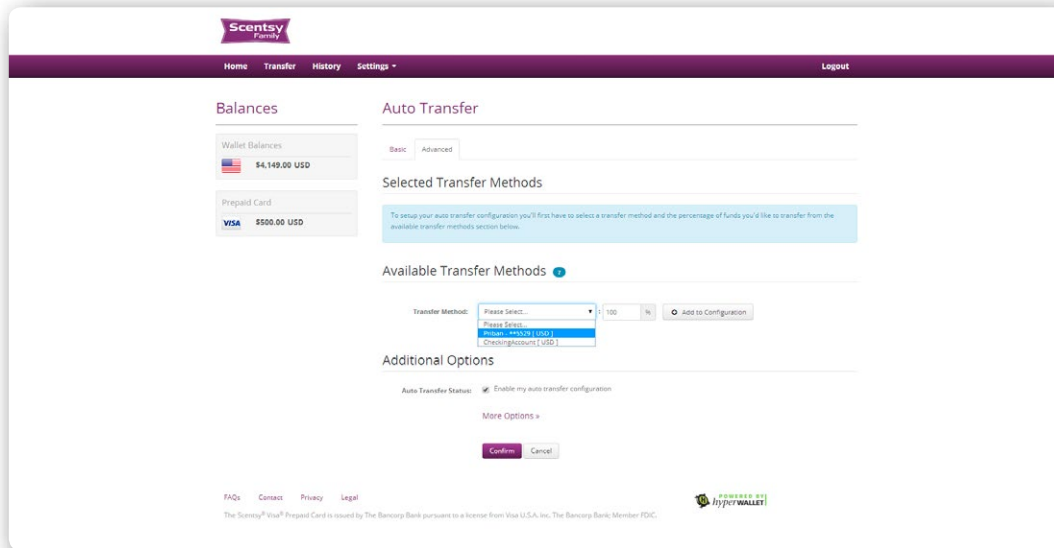 Scentsy
Family
Home Transfer History Settings
Logout
Balances
Wallet Balances
$4,149.00 USD
Prepaid Card
VISA $500.00 USD
Auto Transfer
Basic Advanced
Selected Transfer Methods
To setup your auto transfer configuration you'll first have to select a transfer method and the percentage of funds you'd like to transfer from the
available transfer methods section below.
Available Transfer Methods ?
Transfer Method: Please Select... : 100 % Add to Configuration
Please Select...
Priban - **5529 [ USD ]
CheckingAccount [ USD ]
Additional Options
Auto Transfer Status: Enable my auto transfer configuration
More Options »
Confirm Cancel
FAQs Contact Privacy Legal
The Scentsy® Visa® Prepaid Card is issued by The Bancorp Bank pursuant to a license from Visa U.S.A. Inc. The Bancorp Bank; Member FDIC.
POWERED BY
hyperWALLET